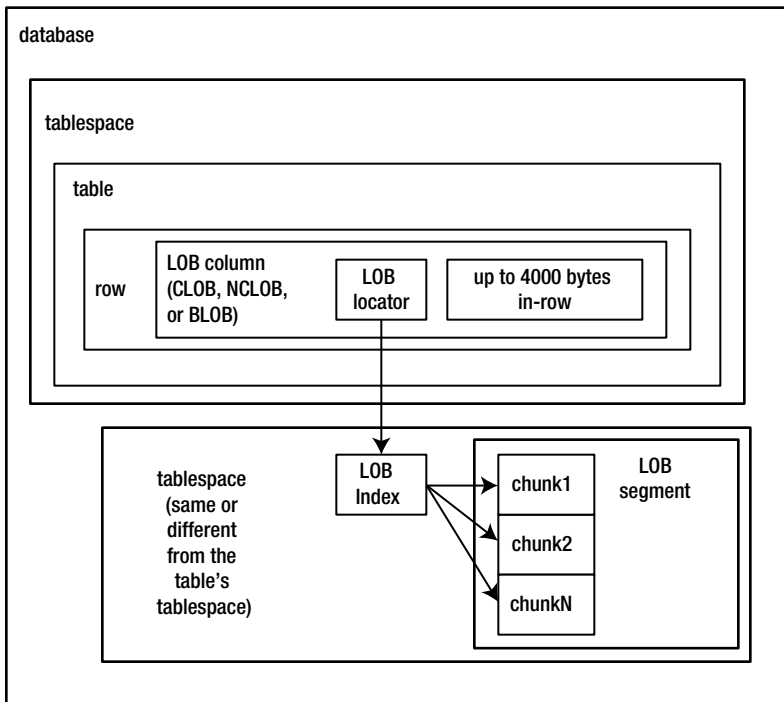 database
tablespace
table
row
LOB column
(CLOB, NCLOB,
or BLOB)
LOB
locator
up to 4000 bytes
in-row
tablespace
(same or
different
from the
table's
tablespace)
LOB
Index
chunk1
chunk2
chunkN
LOB
segment